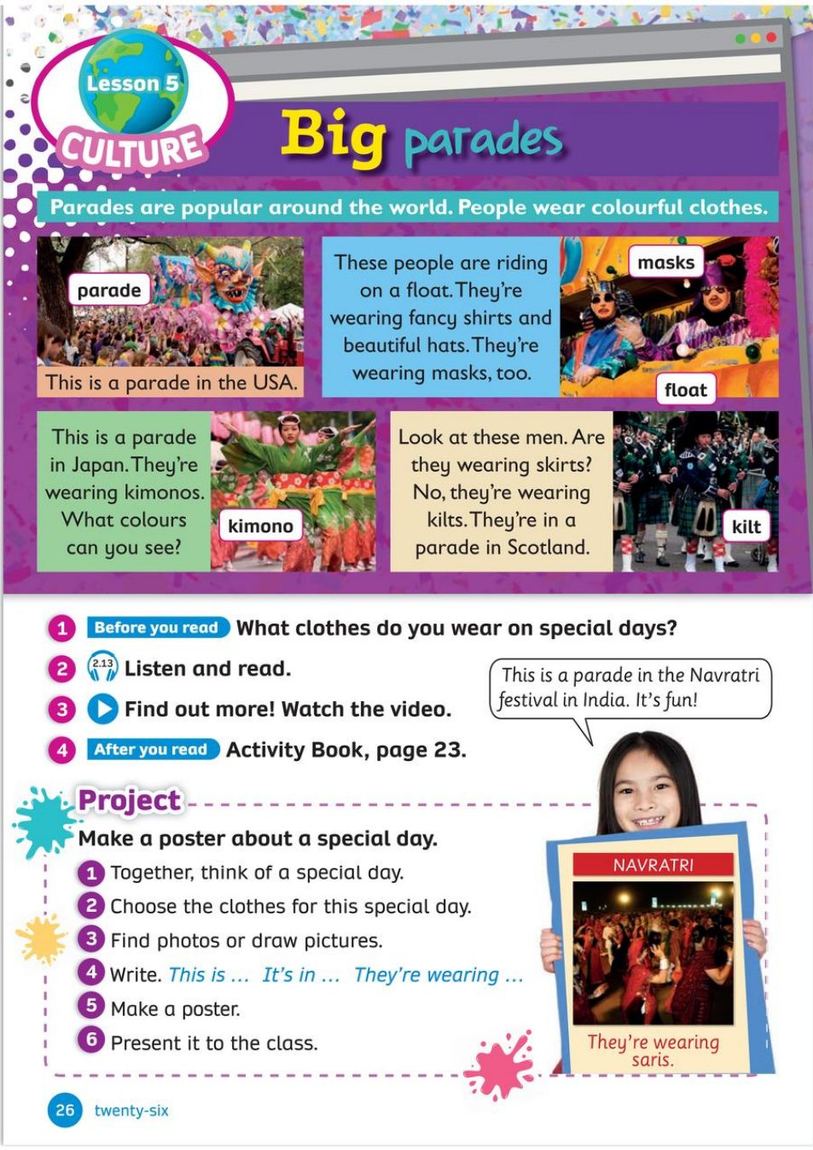 Lesson 5
CULTURE
Big parades
Parades are popular around the world. People wear colourful clothes.
parade
This is a parade in the USA.
These people are riding
on a float. They're
wearing fancy shirts and
beautiful hats. They're
wearing masks, too.
masks
float
This is a parade
in Japan. They're
wearing kimonos.
What colours
can you see?
kimono
Look at these men. Are
they wearing skirts?
No, they're wearing
kilts. They're in a
parade in Scotland.
kilt
1 Before you read What clothes do you wear on special days?
2 2.13 Listen and read.
3 Find out more! Watch the video.
4 After you read Activity Book, page 23.
This is a parade in the Navratri
festival in India. It's fun!
Project
Make a poster about a special day.
1 Together, think of a special day.
2 Choose the clothes for this special day.
3 Find photos or draw pictures.
4 Write. This is ... It's in ... They're wearing ...
5 Make a poster.
6 Present it to the class.
NAVRATRI
They're wearing
saris.
26 twenty-six